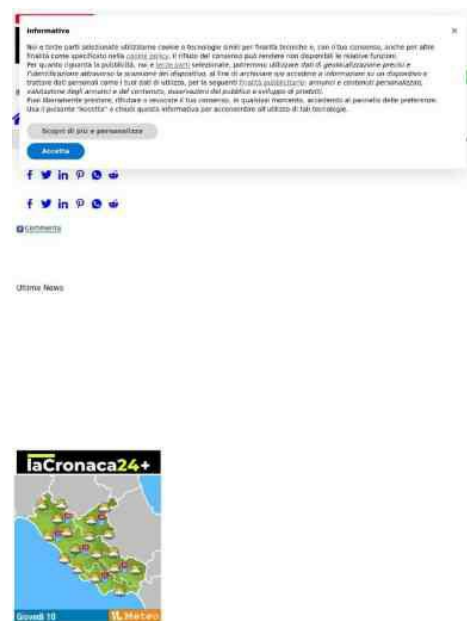 Informativa
×
Noi e terze parti selezionate utilizziamo cookie o tecnologie simili per finalità tecniche e, con il tuo consenso, anche per altre
finalità come specificato nella cookie policy. Il rifiuto del consenso può rendere non disponibili le relative funzioni.
Per quanto riguarda la pubblicità, noi e terze parti selezionate, potremmo utilizzare dati di geolocalizzazione precisi e
l'identificazione attraverso la scansione del dispositivo, al fine di archiviare e/o accedere a informazioni su un dispositivo e
trattare dati personali come i tuoi dati di utilizzo, per le seguenti finalità pubblicitarie: annunci e contenuti personalizzati,
valutazione degli annunci e del contenuto, osservazioni del pubblico e sviluppo di prodotti.
Puoi liberamente prestare, rifiutare o revocare il tuo consenso, in qualsiasi momento, accedendo al pannello delle preferenze.
Usa il pulsante "Accetta" o chiudi questa informativa per acconsentire all'utilizzo di tali tecnologie.
Scopri di più e personalizza
Accetta
Commenta
Ultime News
laCronaca24+
Giovedì 10
IL Meteo